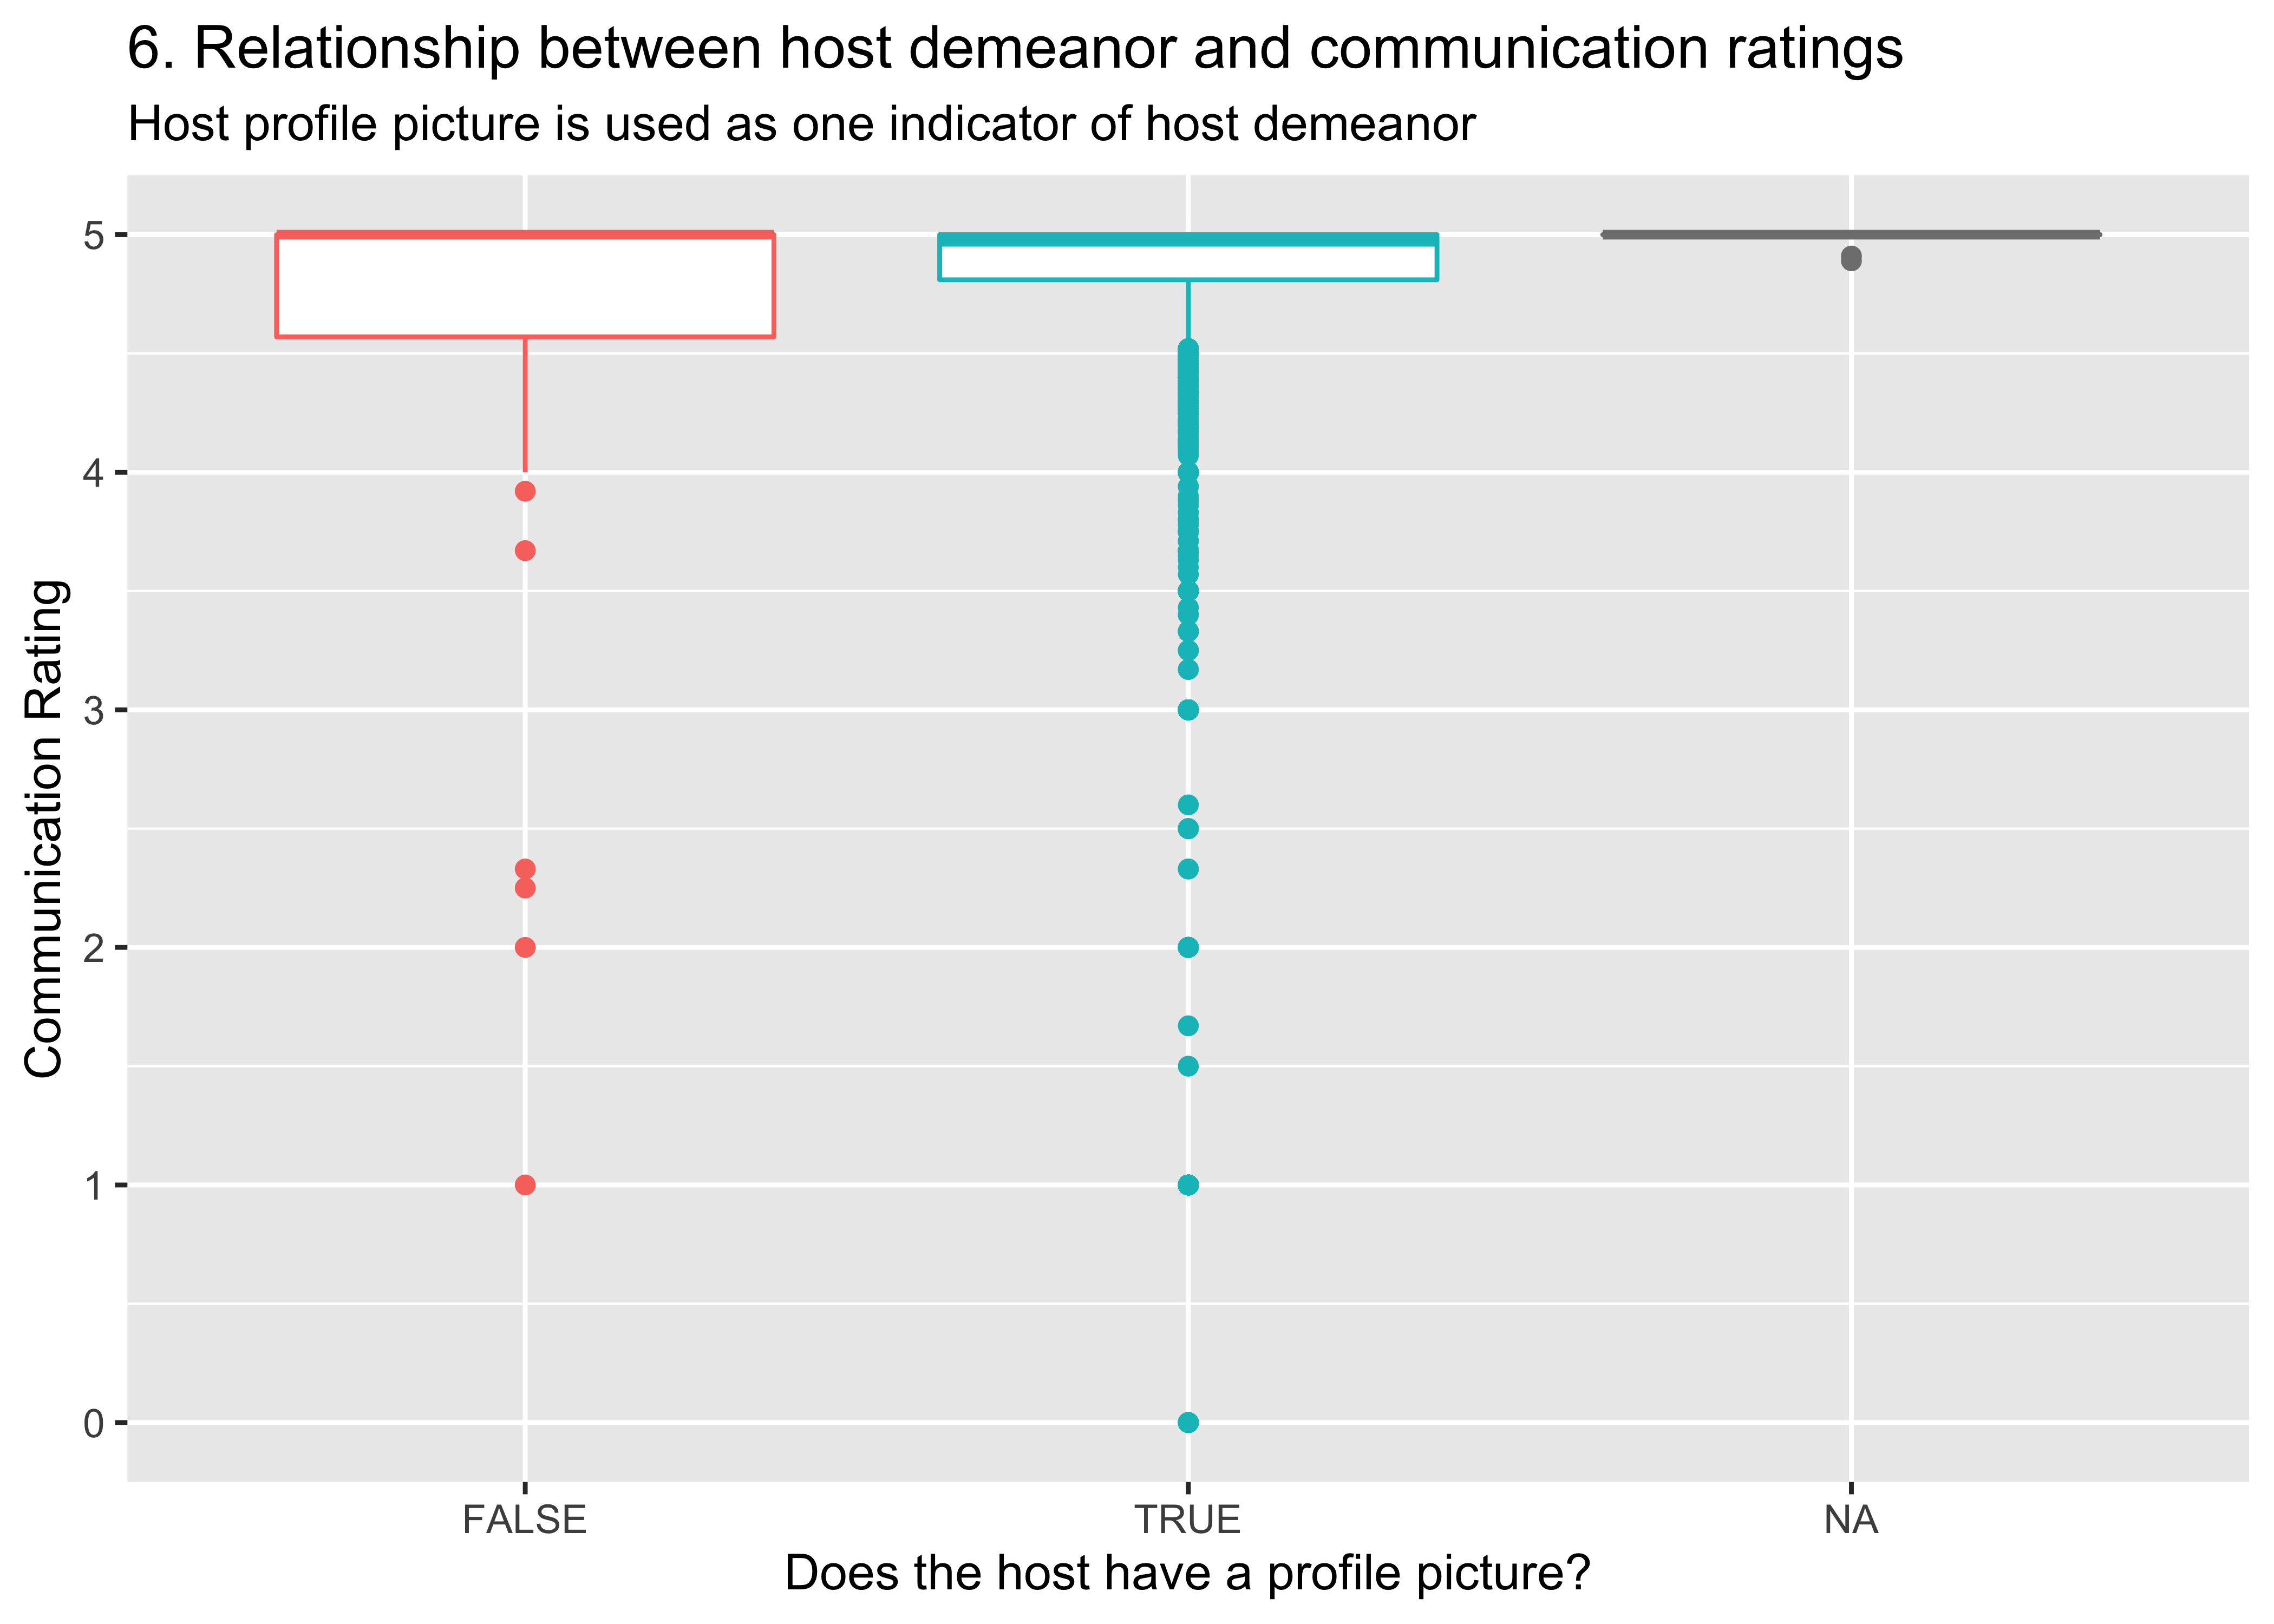 6. Relationship between host demeanor and communication ratings
Host profile picture is used as one indicator of host demeanor
Communication Rating
5
4
3
2
1
0
FALSE
TRUE
NA
Does the host have a profile picture?